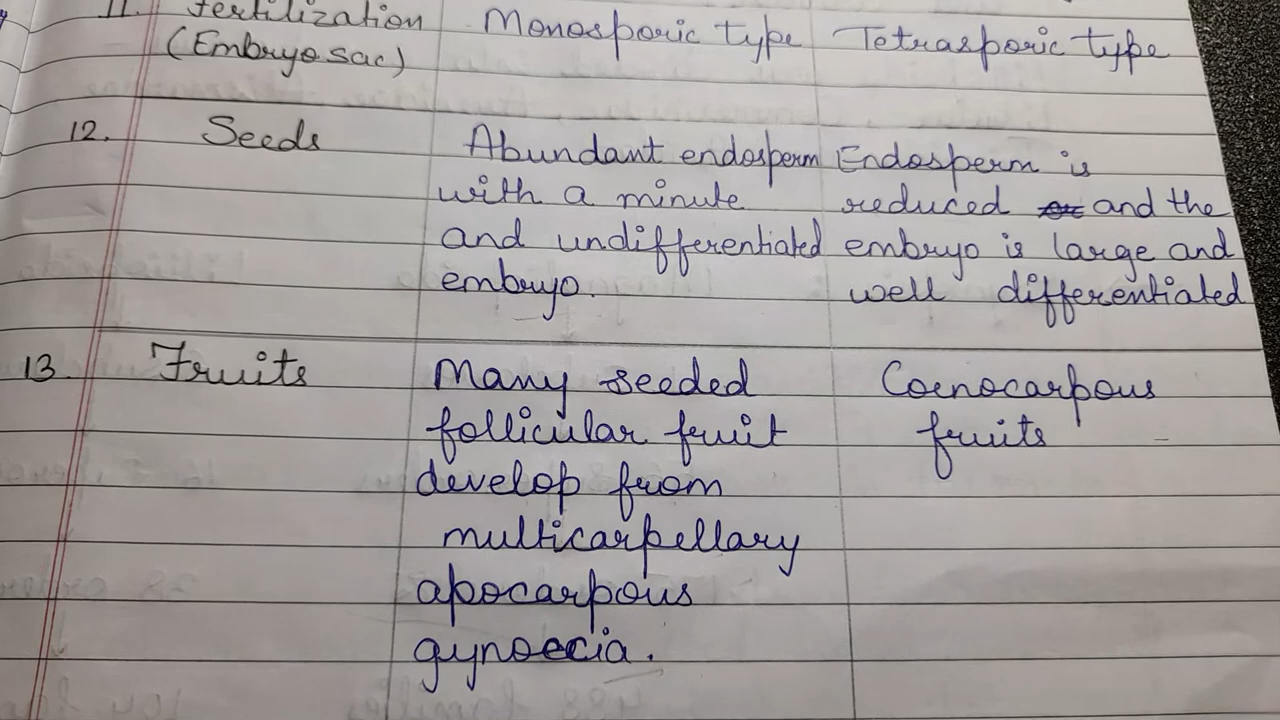 11. Fertilization Monosporic type Tetrasporic type
(Embryo sac)
12. Seeds Abundant endosperm Endosperm is
with a minute reduced and the
and undifferentiated embryo is large and
embryo. well differentiated
13. Fruits Many seeded Coenocarpous
follicular fruit fruits
develop from
multicarpellary
apocarpous
gynoecia.